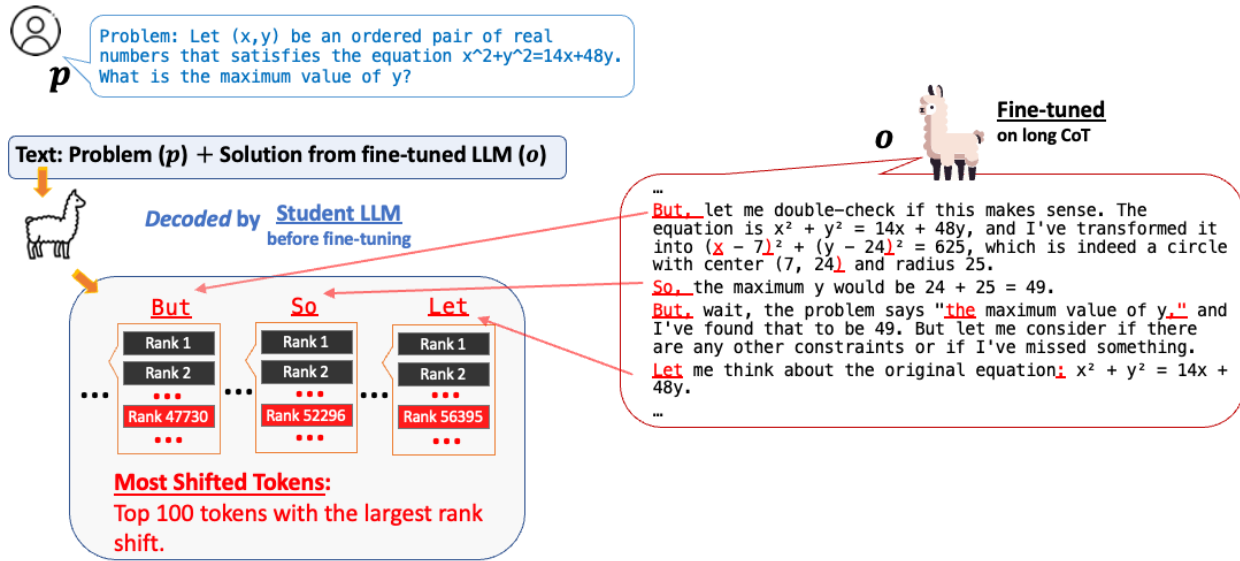 Problem: Let (x,y) be an ordered pair of real
numbers that satisfies the equation x^2+y^2=14x+48y.
What is the maximum value of y?
p
Text: Problem (p) + Solution from fine-tuned LLM (o)
Decoded by Student LLM
before fine-tuning
But
So
Let
Rank 1
Rank 1
Rank 1
Rank 2
Rank 2
Rank 2
...
...
...
...
...
...
Rank 47730
Rank 52296
Rank 56395
...
...
...
Most Shifted Tokens:
Top 100 tokens with the largest rank
shift.
o
Fine-tuned
on long CoT
…
But, let me double-check if this makes sense. The
equation is x² + y² = 14x + 48y, and I've transformed it
into (x − 7)² + (y − 24)² = 625, which is indeed a circle
with center (7, 24) and radius 25.
So, the maximum y would be 24 + 25 = 49.
But, wait, the problem says "the maximum value of y," and
I've found that to be 49. But let me consider if there
are any other constraints or if I've missed something.
Let me think about the original equation: x² + y² = 14x +
48y.
…